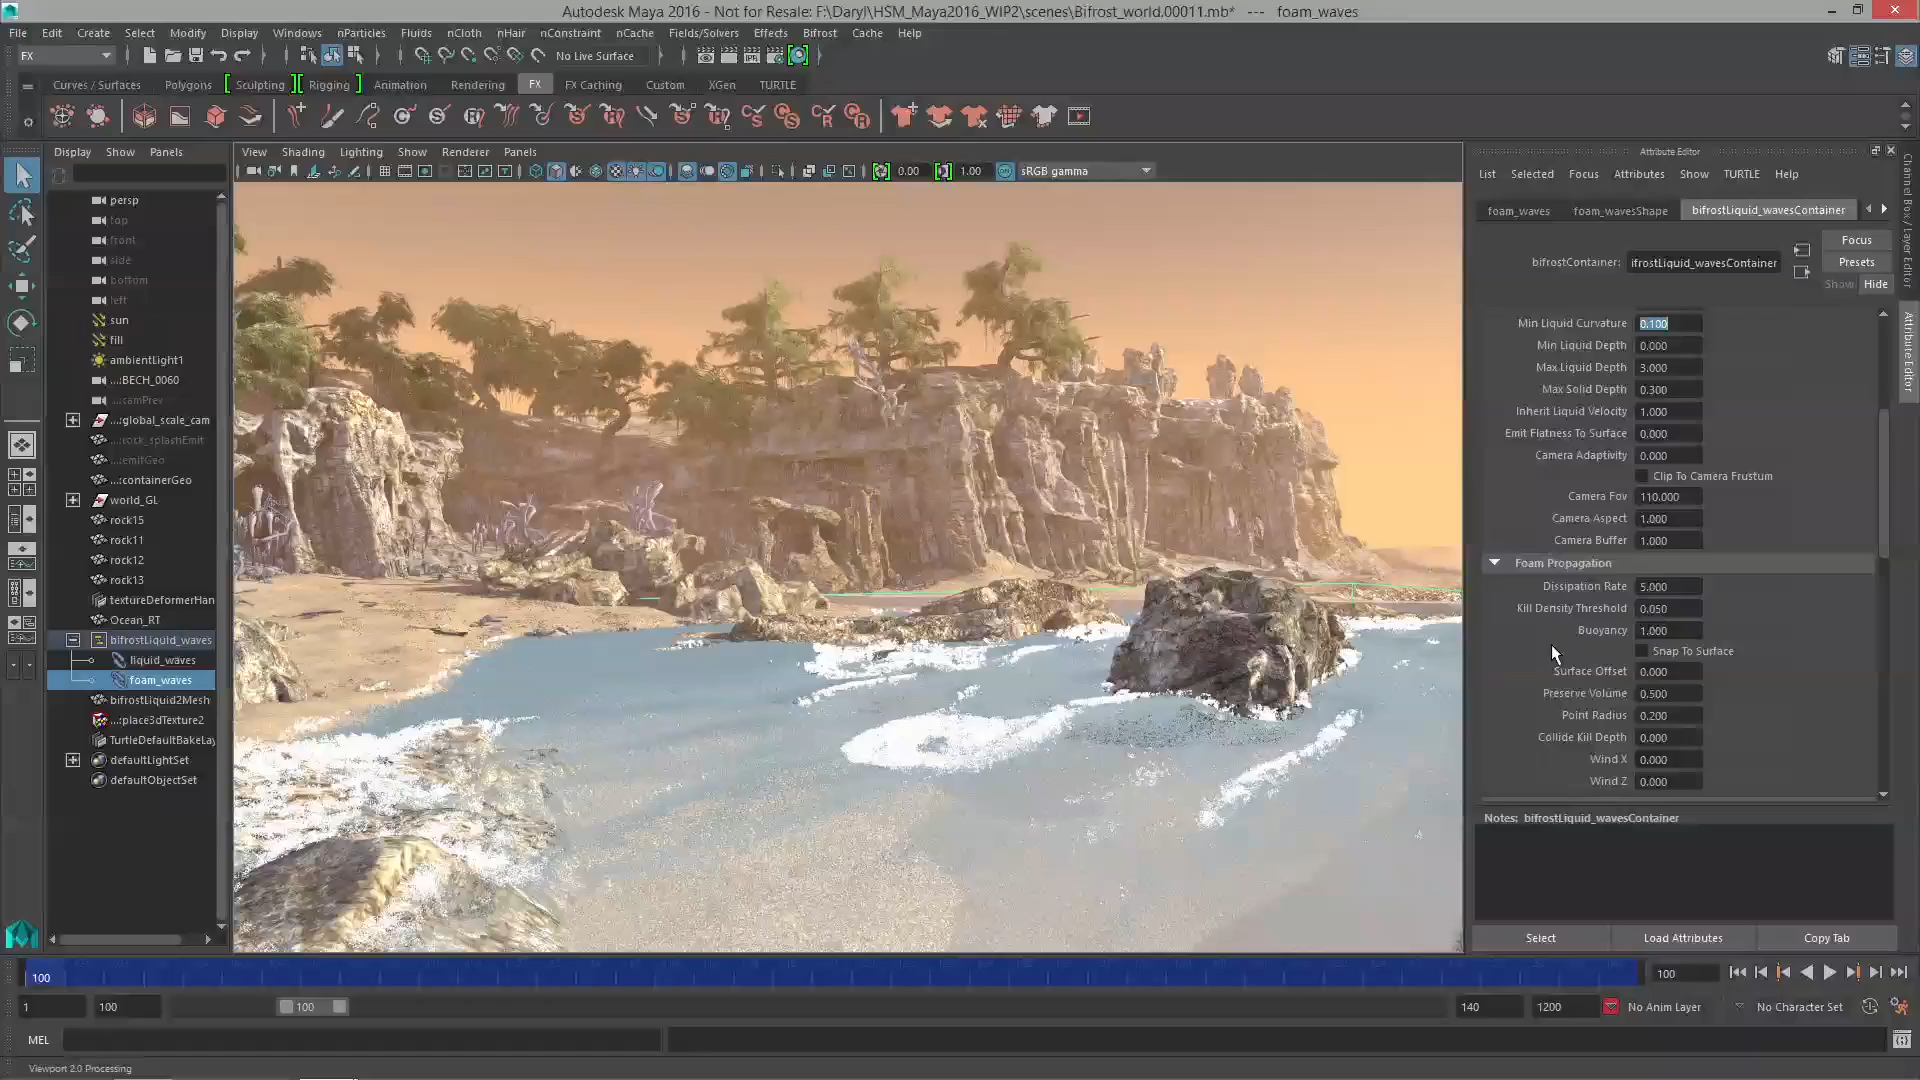 Autodesk Maya 2016 - Not for Resale: F:\Daryl\HSM_Maya2016_WIP2\scenes\Bifrost_world.00011.mb* --- foam_waves
File Edit Create Select Modify Display Windows nParticles Fluids nCloth nHair nConstraint nCache Fields/Solvers Effects Bifrost Cache Help
FX No Live Surface
Curves / Surfaces Polygons Sculpting Rigging Animation Rendering FX FX Caching Custom XGen TURTLE
Display Show Panels
View Shading Lighting Show Renderer Panels
0.00 1.00 sRGB gamma
persp
top
front
side
bottom
left
sun
fill
ambientLight1
...:BECH_0060
...:camPrev
...:global_scale_cam
...:rock_splashEmit
...:emitGeo
...:containerGeo
world_GL
rock15
rock11
rock12
rock13
textureDeformerHan
Ocean_RT
bifrostLiquid_waves
liquid_waves
foam_waves
bifrostLiquid2Mesh
...:place3dTexture2
TurtleDefaultBakeLay
defaultLightSet
defaultObjectSet
Attribute Editor
List Selected Focus Attributes Show TURTLE Help
foam_waves foam_wavesShape bifrostLiquid_wavesContainer
Focus
bifrostContainer: ifrostLiquid_wavesContainer
Presets
Show Hide
Min Liquid Curvature 0.100
Min Liquid Depth 0.000
Max Liquid Depth 3.000
Max Solid Depth 0.300
Inherit Liquid Velocity 1.000
Emit Flatness To Surface 0.000
Camera Adaptivity 0.000
Clip To Camera Frustum
Camera Fov 110.000
Camera Aspect 1.000
Camera Buffer 1.000
Foam Propagation
Dissipation Rate 5.000
Kill Density Threshold 0.050
Buoyancy 1.000
Snap To Surface
Surface Offset 0.000
Preserve Volume 0.500
Point Radius 0.200
Collide Kill Depth 0.000
Wind X 0.000
Wind Z 0.000
Notes: bifrostLiquid_wavesContainer
Select Load Attributes Copy Tab
Channel Box / Layer Editor
Attribute Editor
100 100
1 100 100 140 1200 No Anim Layer No Character Set
MEL
Viewport 2.0 Processing